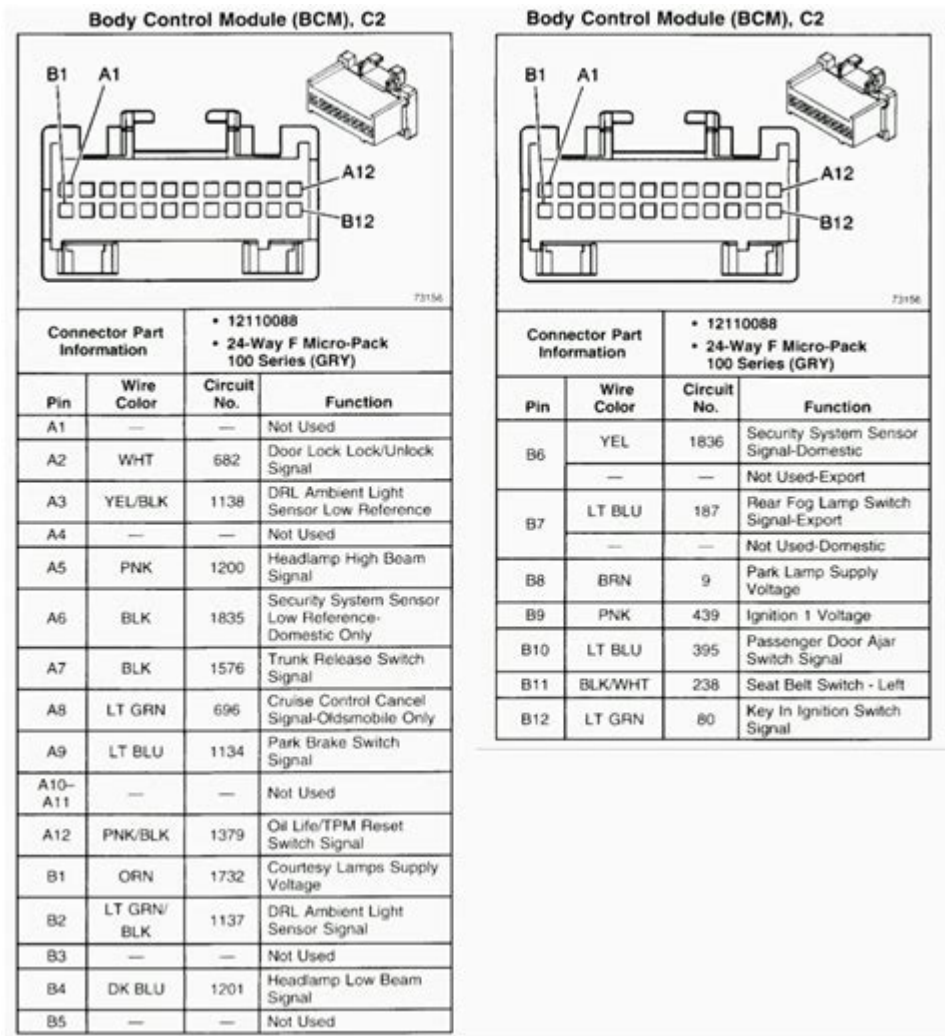 Body Control Module (BCM), C2
B1 A1
A12
B12
73156
Connector Part Information
• 12110088
• 24-Way F Micro-Pack 100 Series (GRY)
Pin Wire Color Circuit No. Function
A1 — — Not Used
A2 WHT 682 Door Lock Lock/Unlock Signal
A3 YEL/BLK 1138 DRL Ambient Light Sensor Low Reference
A4 — — Not Used
A5 PNK 1200 Headlamp High Beam Signal
A6 BLK 1835 Security System Sensor Low Reference-Domestic Only
A7 BLK 1576 Trunk Release Switch Signal
A8 LT GRN 696 Cruise Control Cancel Signal-Oldsmobile Only
A9 LT BLU 1134 Park Brake Switch Signal
A10–A11 — — Not Used
A12 PNK/BLK 1379 Oil Life/TPM Reset Switch Signal
B1 ORN 1732 Courtesy Lamps Supply Voltage
B2 LT GRN/BLK 1137 DRL Ambient Light Sensor Signal
B3 — — Not Used
B4 DK BLU 1201 Headlamp Low Beam Signal
B5 — — Not Used
Body Control Module (BCM), C2
B1 A1
A12
B12
73156
Connector Part Information
• 12110088
• 24-Way F Micro-Pack 100 Series (GRY)
Pin Wire Color Circuit No. Function
B6 YEL 1836 Security System Sensor Signal-Domestic
— — Not Used-Export
B7 LT BLU 187 Rear Fog Lamp Switch Signal-Export
— — Not Used-Domestic
B8 BRN 9 Park Lamp Supply Voltage
B9 PNK 439 Ignition 1 Voltage
B10 LT BLU 395 Passenger Door Ajar Switch Signal
B11 BLK/WHT 238 Seat Belt Switch - Left
B12 LT GRN 80 Key In Ignition Switch Signal